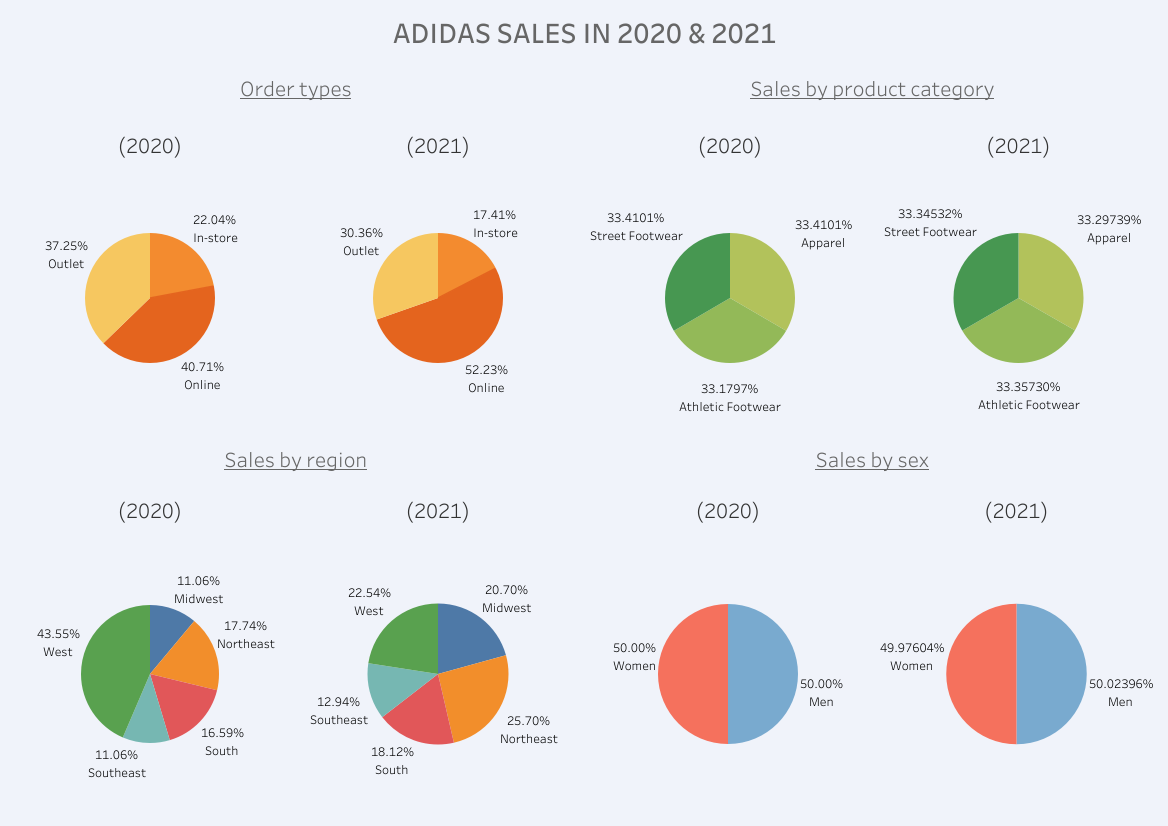 ADIDAS SALES IN 2020 & 2021
Order types
(2020)
22.04%
In-store
37.25%
Outlet
40.71%
Online
(2021)
17.41%
In-store
30.36%
Outlet
52.23%
Online
Sales by product category
(2020)
33.4101%
Street Footwear
33.4101%
Apparel
33.1797%
Athletic Footwear
(2021)
33.34532%
Street Footwear
33.29739%
Apparel
33.35730%
Athletic Footwear
Sales by region
(2020)
11.06%
Midwest
17.74%
Northeast
43.55%
West
16.59%
South
11.06%
Southeast
(2021)
20.70%
Midwest
22.54%
West
12.94%
Southeast
25.70%
Northeast
18.12%
South
Sales by sex
(2020)
50.00%
Women
50.00%
Men
(2021)
49.97604%
Women
50.02396%
Men